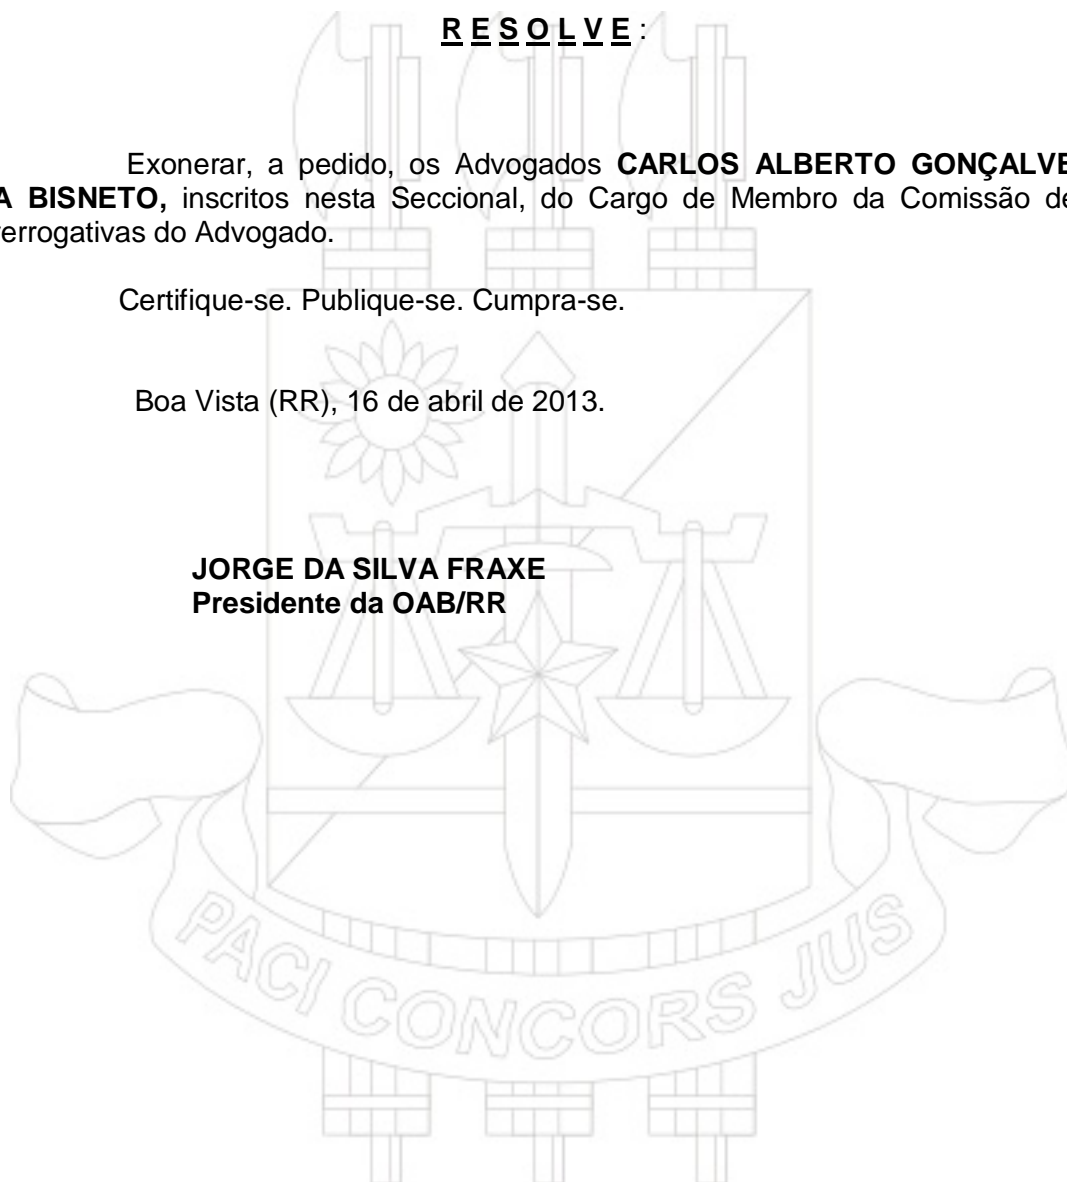 R E S O L V E :
Exonerar, a pedido, os Advogados CARLOS ALBERTO GONÇALVE
A BISNETO, inscritos nesta Seccional, do Cargo de Membro da Comissão de
errogativas do Advogado.
Certifique-se. Publique-se. Cumpra-se.
Boa Vista (RR), 16 de abril de 2013.
JORGE DA SILVA FRAXE
Presidente da OAB/RR
PACI CONCORS JUS